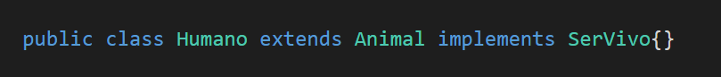 public class Humano extends Animal implements SerVivo{}